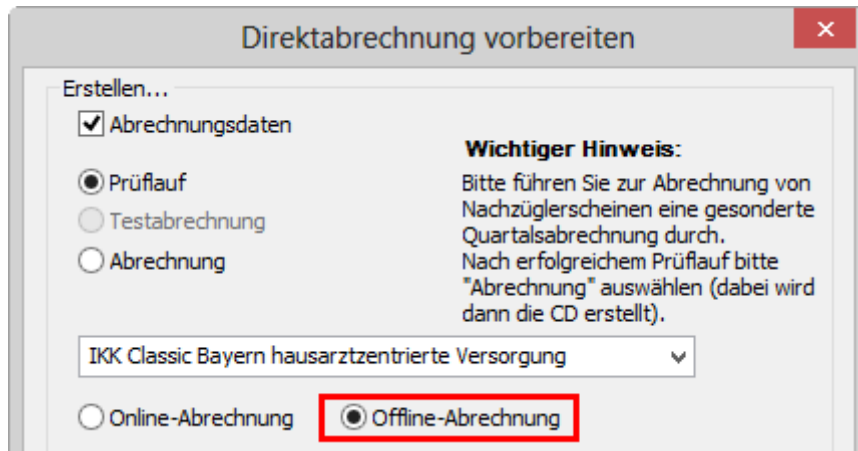 Direktabrechnung vorbereiten
Erstellen...
Abrechnungsdaten
Wichtiger Hinweis:
Prüflauf
Testabrechnung
Abrechnung
Bitte führen Sie zur Abrechnung von
Nachzüglerscheinen eine gesonderte
Quartalsabrechnung durch.
Nach erfolgreichem Prüflauf bitte
"Abrechnung" auswählen (dabei wird
dann die CD erstellt).
IKK Classic Bayern hausarztzentrierte Versorgung
Online-Abrechnung
Offline-Abrechnung